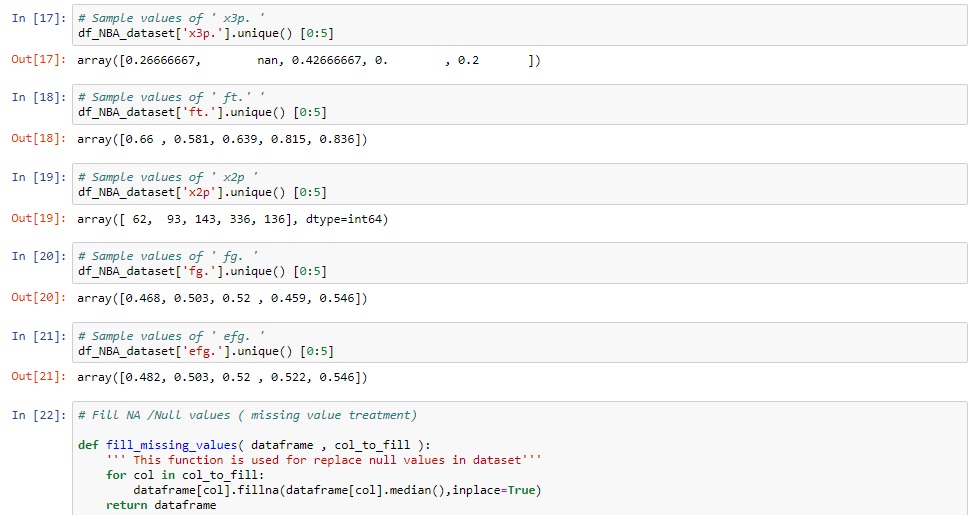 In [17]: # Sample values of ' x3p. '
df_NBA_dataset['x3p.'].unique() [0:5]
Out[17]: array([0.26666667,        nan, 0.42666667, 0.        , 0.2       ])
In [18]: # Sample values of ' ft.' '
df_NBA_dataset['ft.'].unique() [0:5]
Out[18]: array([0.66 , 0.581, 0.639, 0.815, 0.836])
In [19]: # Sample values of ' x2p '
df_NBA_dataset['x2p'].unique() [0:5]
Out[19]: array([ 62,  93, 143, 336, 136], dtype=int64)
In [20]: # Sample values of ' fg. '
df_NBA_dataset['fg.'].unique() [0:5]
Out[20]: array([0.468, 0.503, 0.52 , 0.459, 0.546])
In [21]: # Sample values of ' efg. '
df_NBA_dataset['efg.'].unique() [0:5]
Out[21]: array([0.482, 0.503, 0.52 , 0.522, 0.546])
In [22]: # Fill NA /Null values ( missing value treatment)
def fill_missing_values( dataframe , col_to_fill ):
    ''' This function is used for replace null values in dataset'''
    for col in col_to_fill:
        dataframe[col].fillna(dataframe[col].median(),inplace=True)
    return dataframe